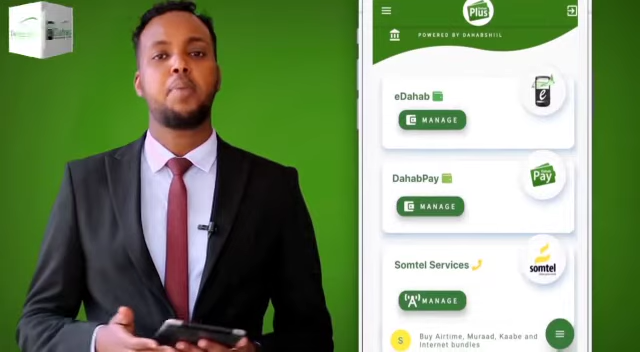 Plus
POWERED BY DAHABSHIIL
eDahab
MANAGE
DahabPay
Pay
MANAGE
Somtel Services
somtel
MANAGE
S
Buy Airtime, Muraad, Kaabe and
Internet bundles